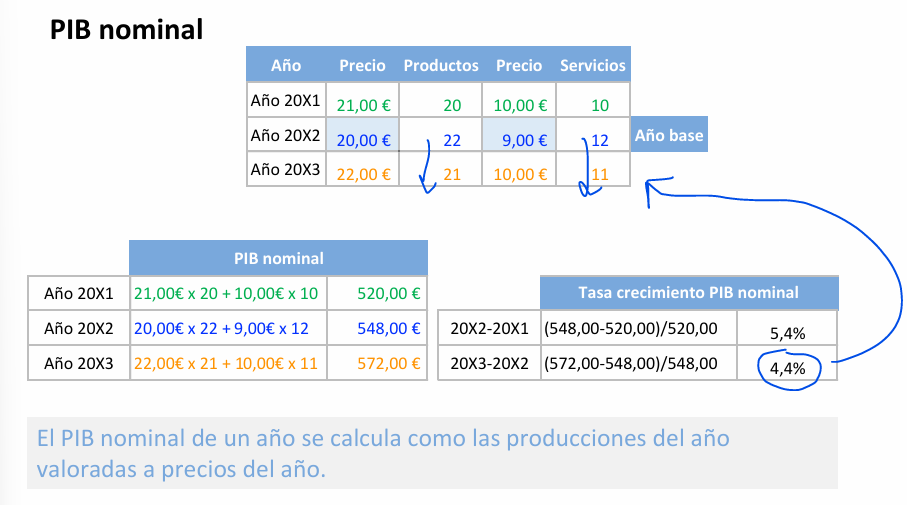 PIB nominal
Año Precio Productos Precio Servicios
Año 20X1 21,00 € 20 10,00 € 10
Año 20X2 20,00 € 22 9,00 € 12 Año base
Año 20X3 22,00 € 21 10,00 € 11
PIB nominal
Año 20X1 21,00€ x 20 + 10,00€ x 10 520,00 €
Año 20X2 20,00€ x 22 + 9,00€ x 12 548,00 €
Año 20X3 22,00€ x 21 + 10,00€ x 11 572,00 €
Tasa crecimiento PIB nominal
20X2-20X1 (548,00-520,00)/520,00 5,4%
20X3-20X2 (572,00-548,00)/548,00 4,4%
El PIB nominal de un año se calcula como las producciones del año
valoradas a precios del año.